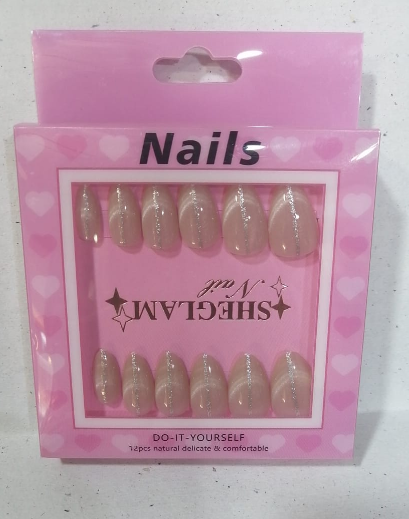 Nails
Nail
SHEGLAM
DO-IT-YOURSELF
12pcs natural delicate & comfortable